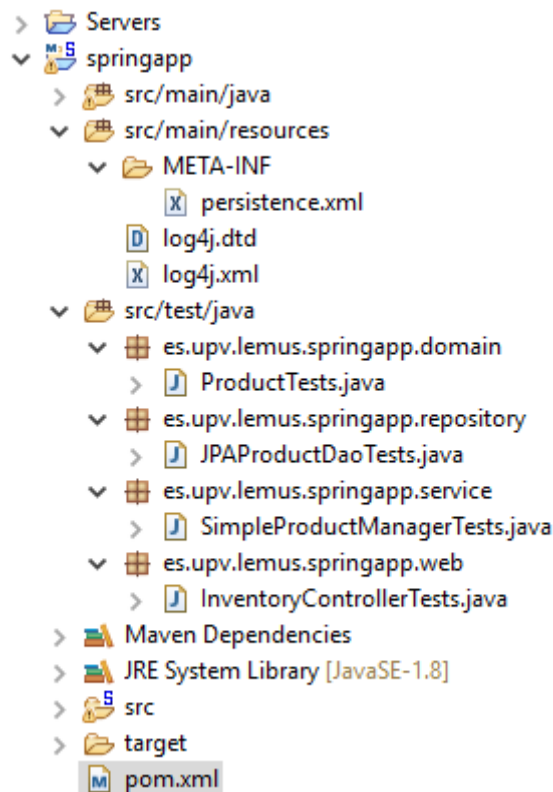 Servers
springapp
src/main/java
src/main/resources
META-INF
persistence.xml
log4j.dtd
log4j.xml
src/test/java
es.upv.lemus.springapp.domain
ProductTests.java
es.upv.lemus.springapp.repository
JPAProductDaoTests.java
es.upv.lemus.springapp.service
SimpleProductManagerTests.java
es.upv.lemus.springapp.web
InventoryControllerTests.java
Maven Dependencies
JRE System Library [JavaSE-1.8]
src
target
pom.xml